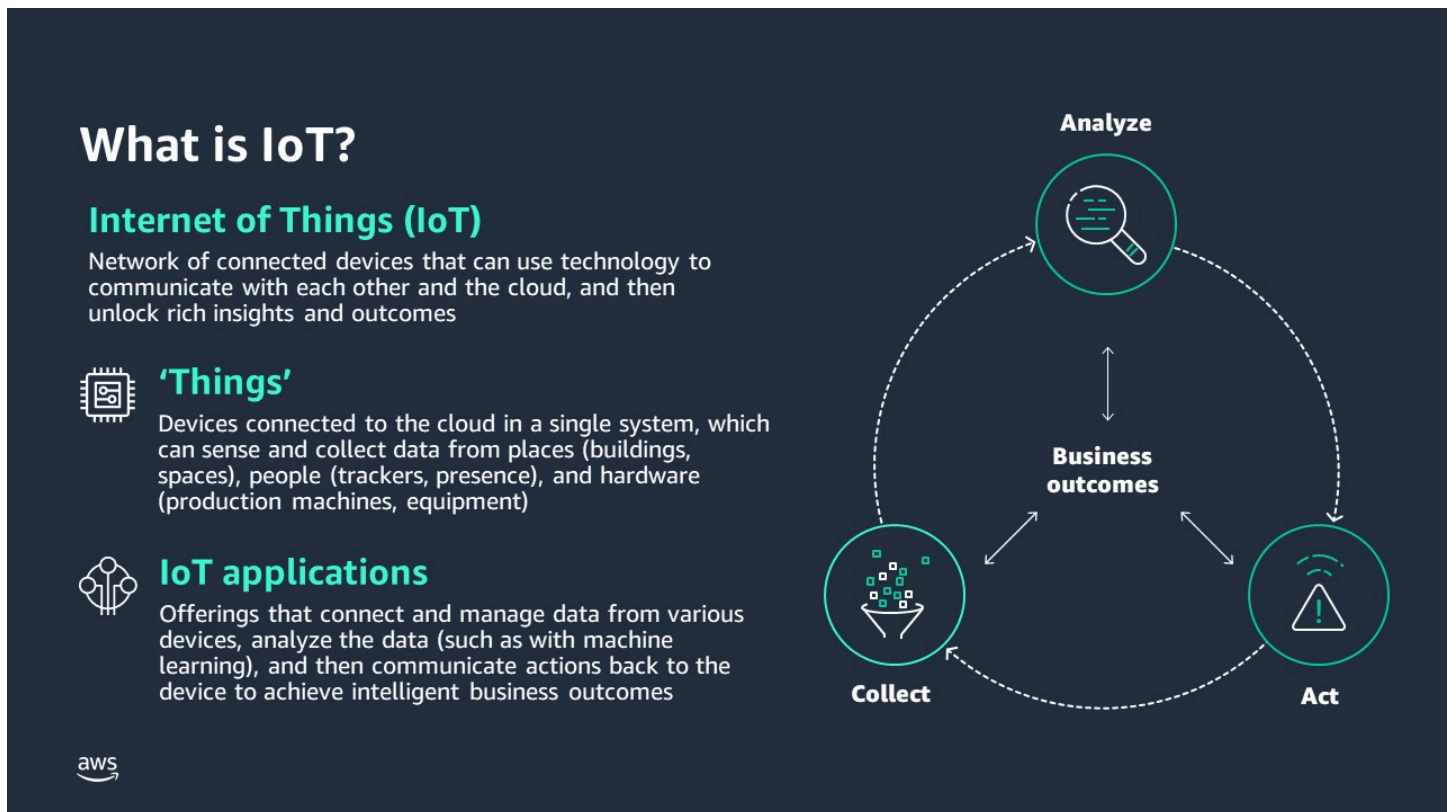 What is IoT?
Internet of Things (IoT)
Network of connected devices that can use technology to
communicate with each other and the cloud, and then
unlock rich insights and outcomes
‘Things’
Devices connected to the cloud in a single system, which
can sense and collect data from places (buildings,
spaces), people (trackers, presence), and hardware
(production machines, equipment)
IoT applications
Offerings that connect and manage data from various
devices, analyze the data (such as with machine
learning), and then communicate actions back to the
device to achieve intelligent business outcomes
aws
Analyze
Business
outcomes
Collect
Act